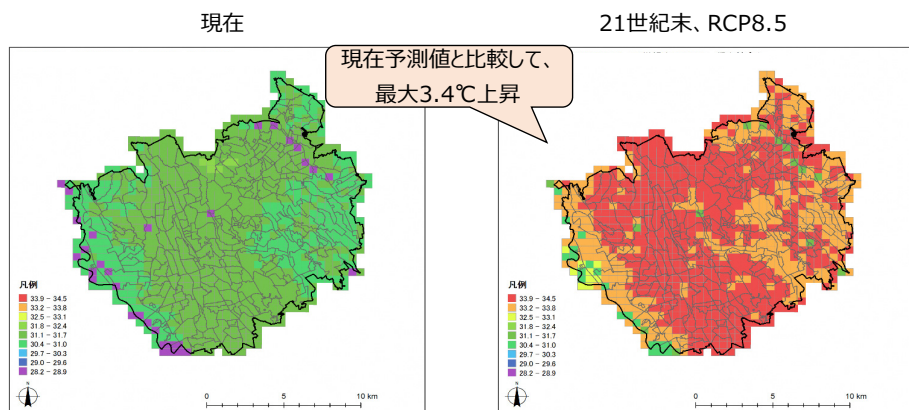 現在
21世紀末、RCP8.5
現在予測値と比較して、
最大3.4℃上昇
凡例
33.9 - 34.5
33.2 - 33.8
32.5 - 33.1
31.8 - 32.4
31.1 - 31.7
30.4 - 31.0
29.7 - 30.3
29.0 - 29.6
28.2 - 28.9
N
0 5 10 km
凡例
33.9 - 34.5
33.2 - 33.8
32.5 - 33.1
31.8 - 32.4
31.1 - 31.7
30.4 - 31.0
29.7 - 30.3
29.0 - 29.6
28.2 - 28.9
N
0 5 10 km